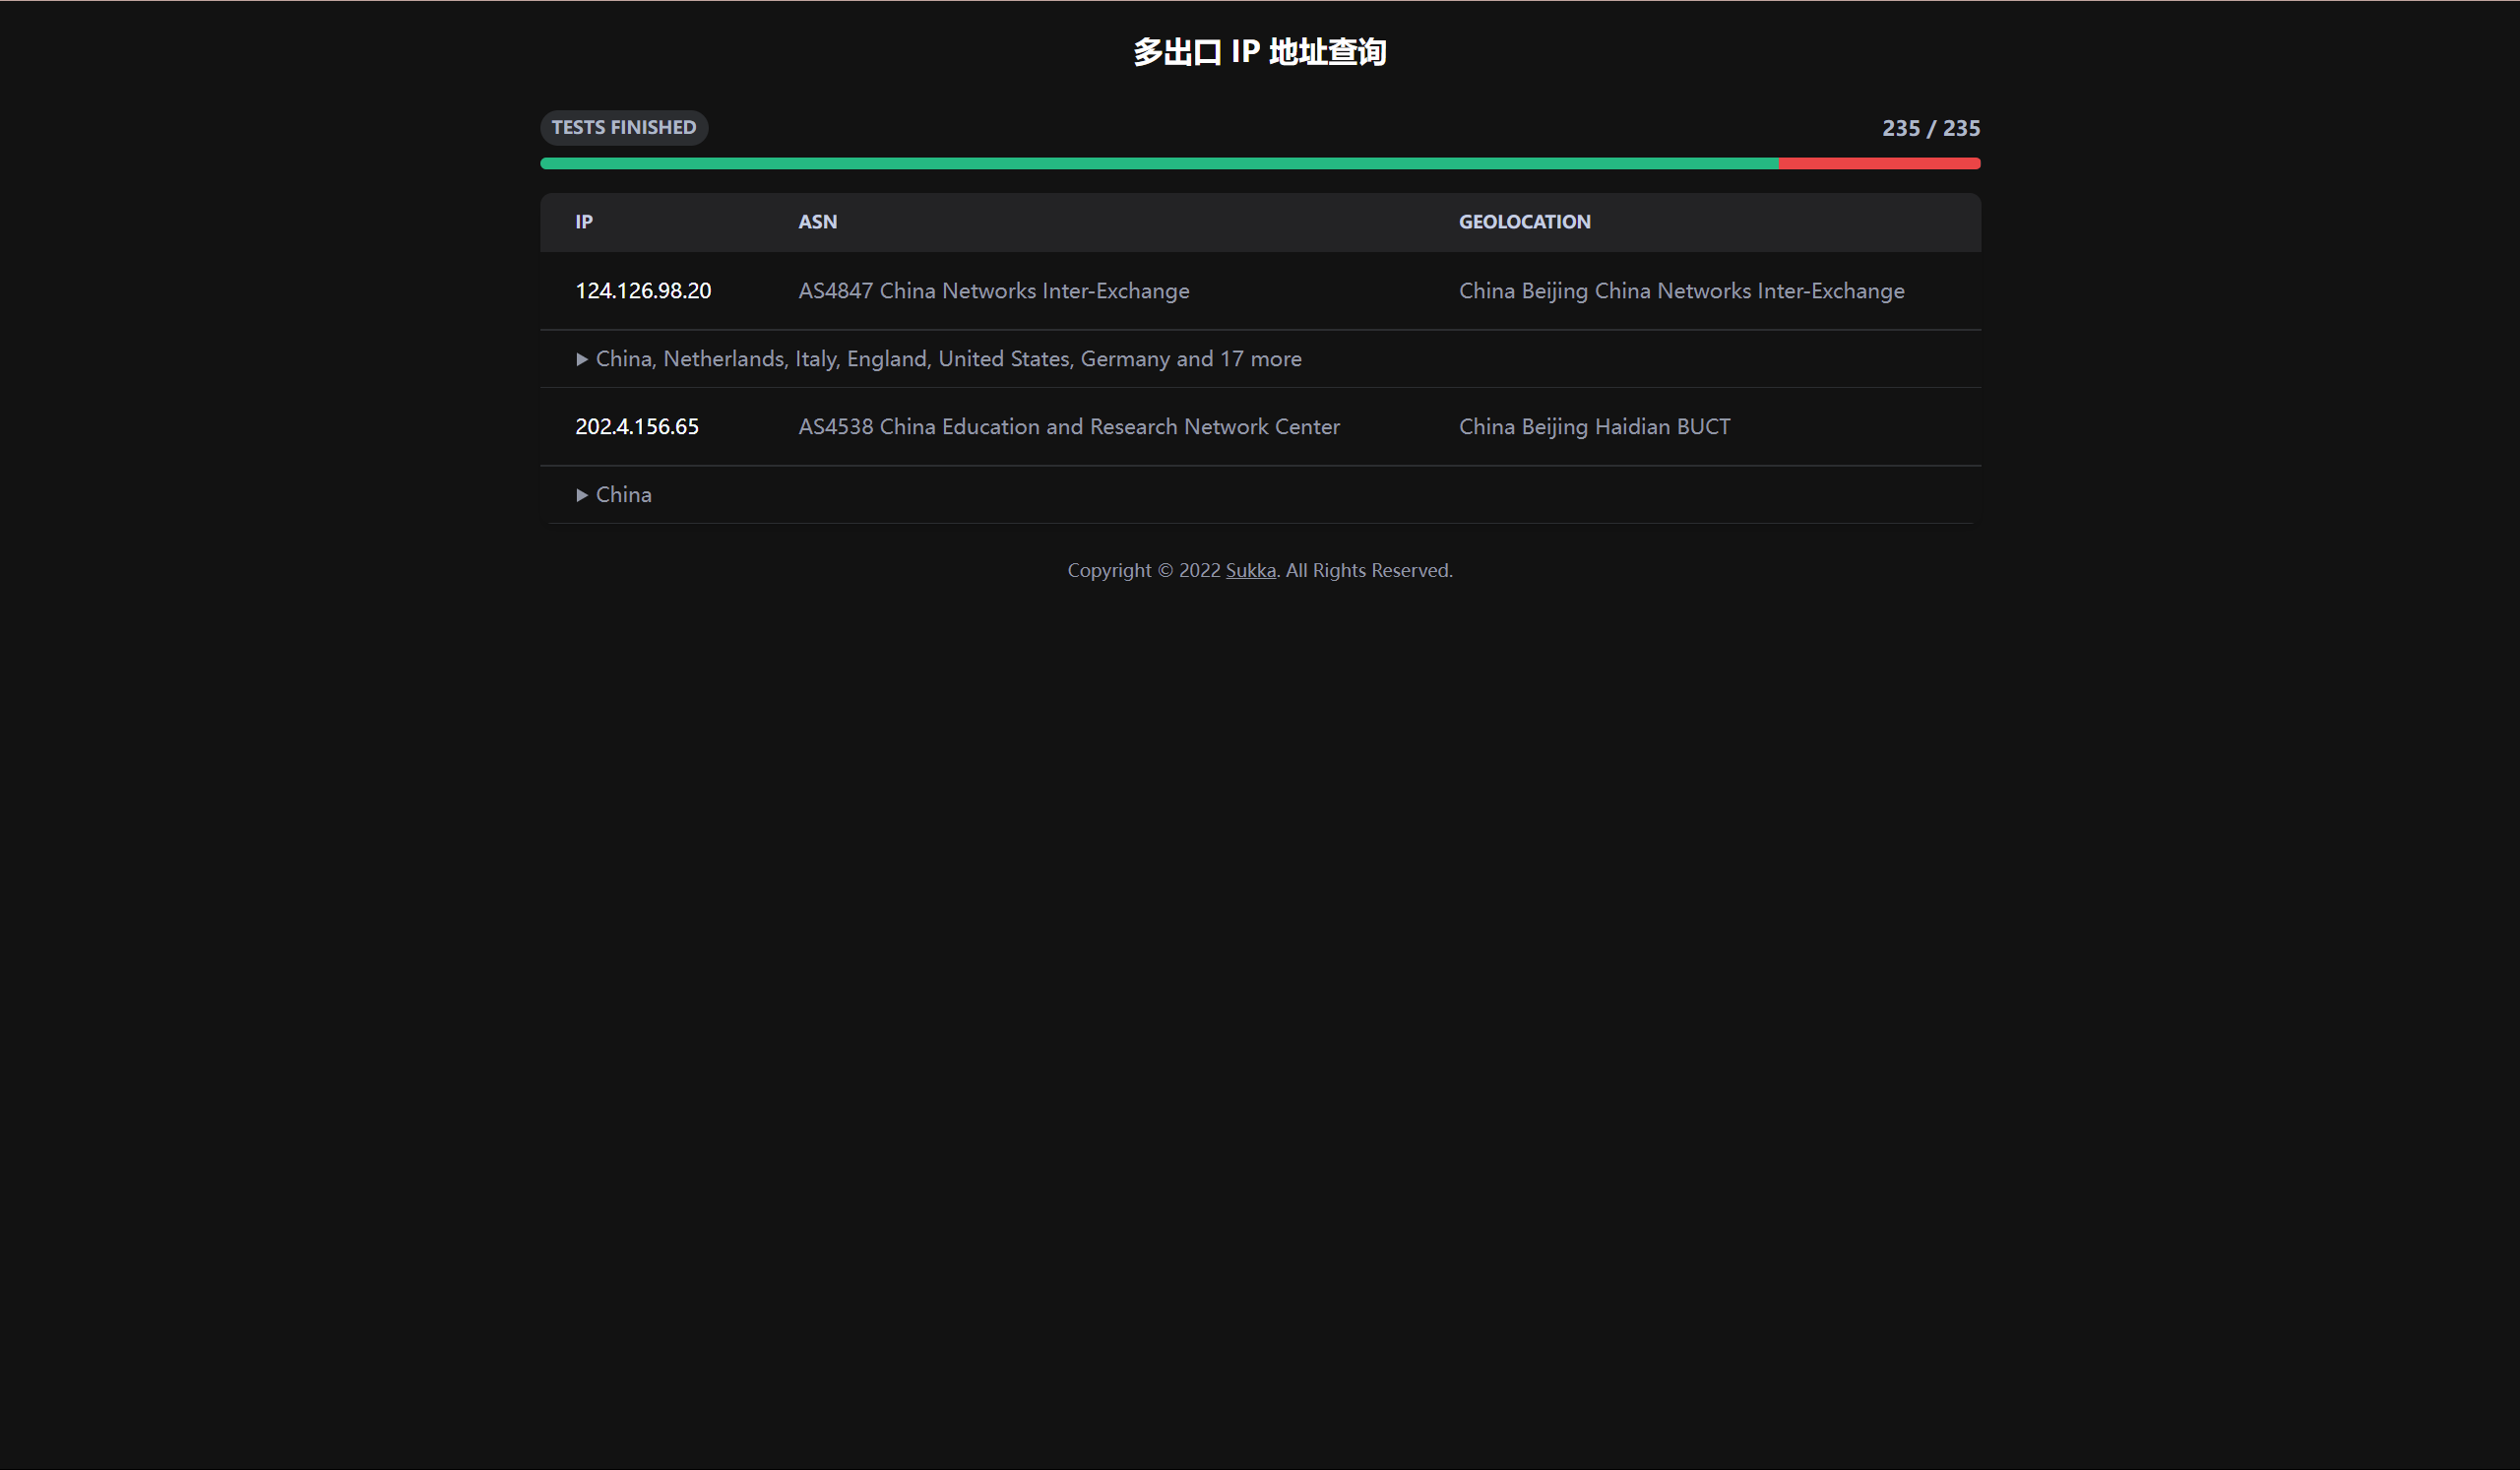 多出口 IP 地址查询
TESTS FINISHED
235 / 235
IP ASN GEOLOCATION
124.126.98.20 AS4847 China Networks Inter-Exchange China Beijing China Networks Inter-Exchange
▶ China, Netherlands, Italy, England, United States, Germany and 17 more
202.4.156.65 AS4538 China Education and Research Network Center China Beijing Haidian BUCT
▶ China
Copyright © 2022 Sukka. All Rights Reserved.